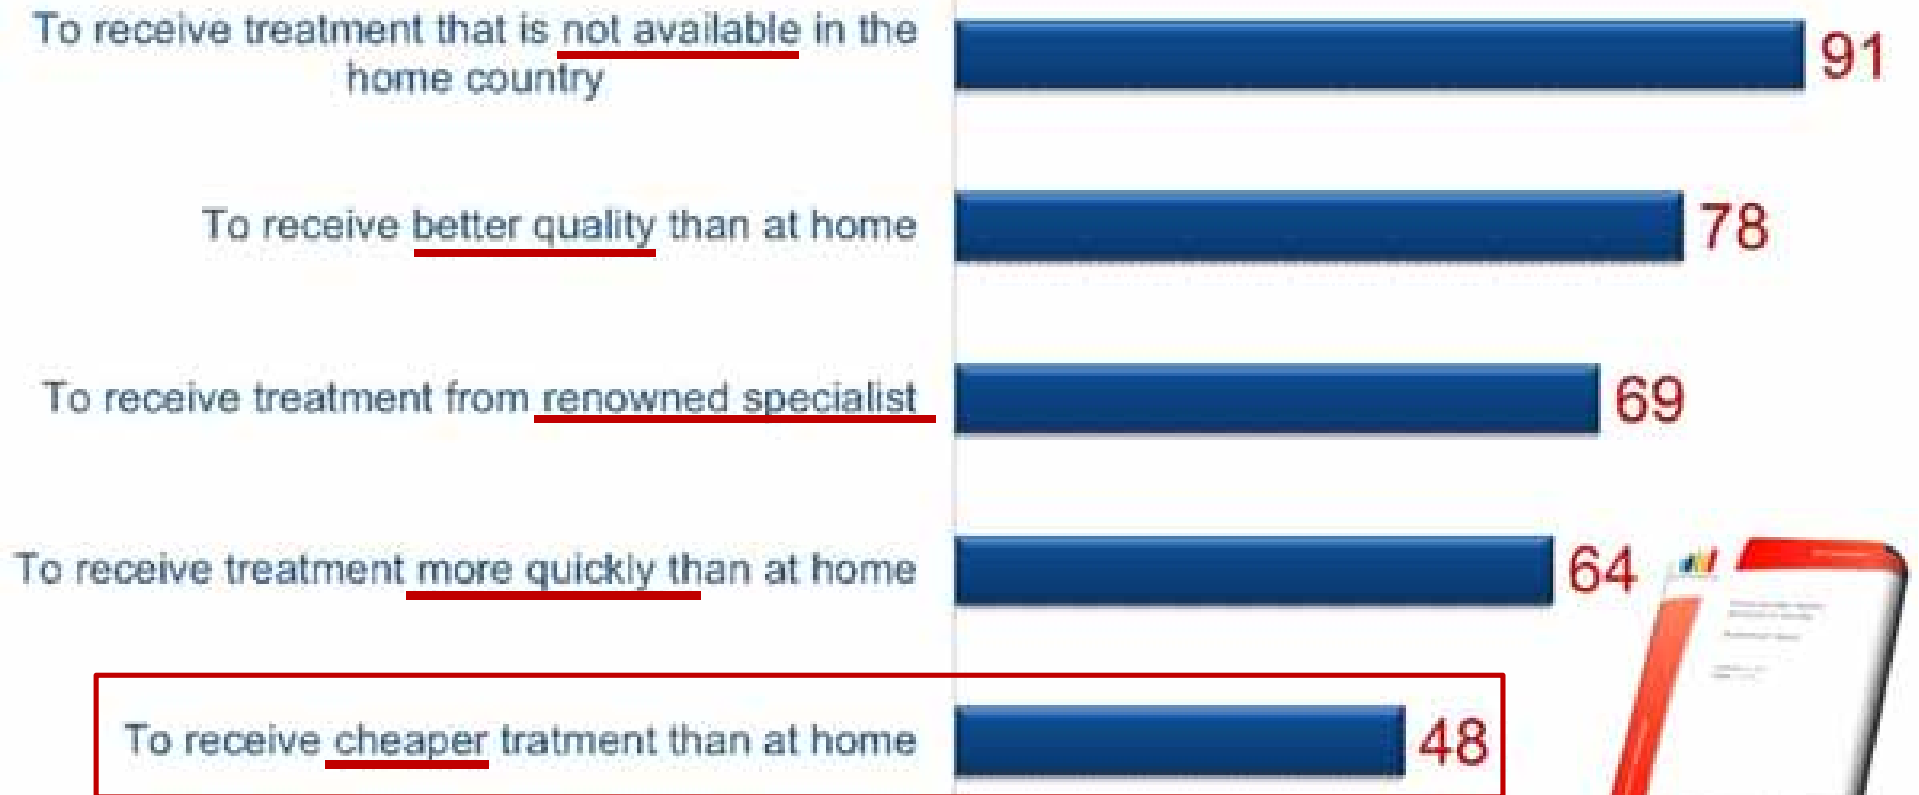 To receive treatment that is not available in the
home country
91
To receive better quality than at home
78
To receive treatment from renowned specialist
69
To receive treatment more quickly than at home
64
To receive cheaper tratment than at home
48